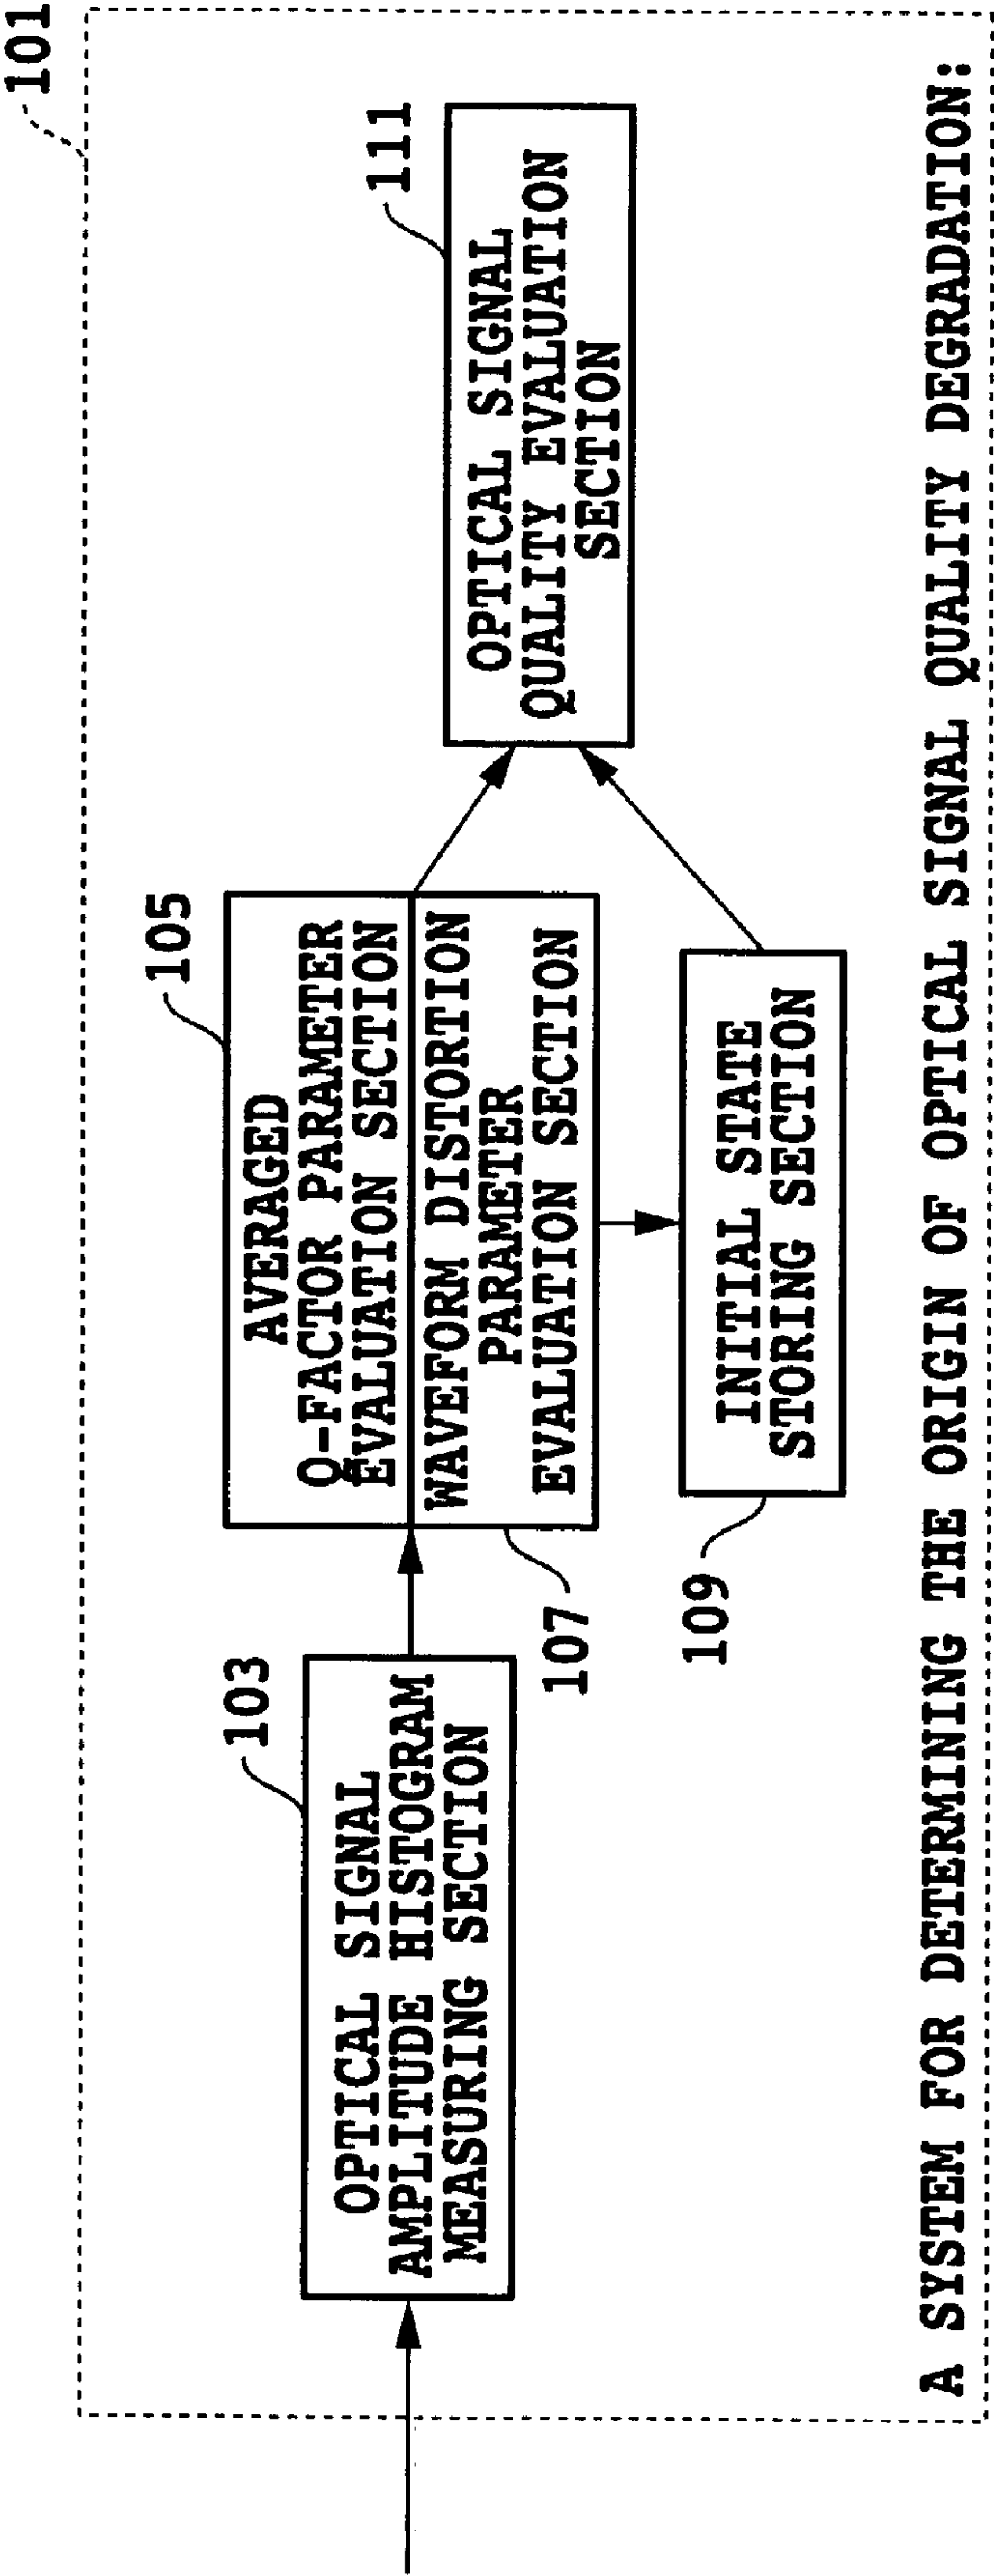 101
103
OPTICAL SIGNAL
AMPLITUDE HISTOGRAM
MEASURING SECTION
105
AVERAGED
Q-FACTOR PARAMETER
EVALUATION SECTION
WAVEFORM DISTORTION
PARAMETER
EVALUATION SECTION
107
109
INITIAL STATE
STORING SECTION
111
OPTICAL SIGNAL
QUALITY EVALUATION
SECTION
A SYSTEM FOR DETERMINING THE ORIGIN OF OPTICAL SIGNAL QUALITY DEGRADATION: